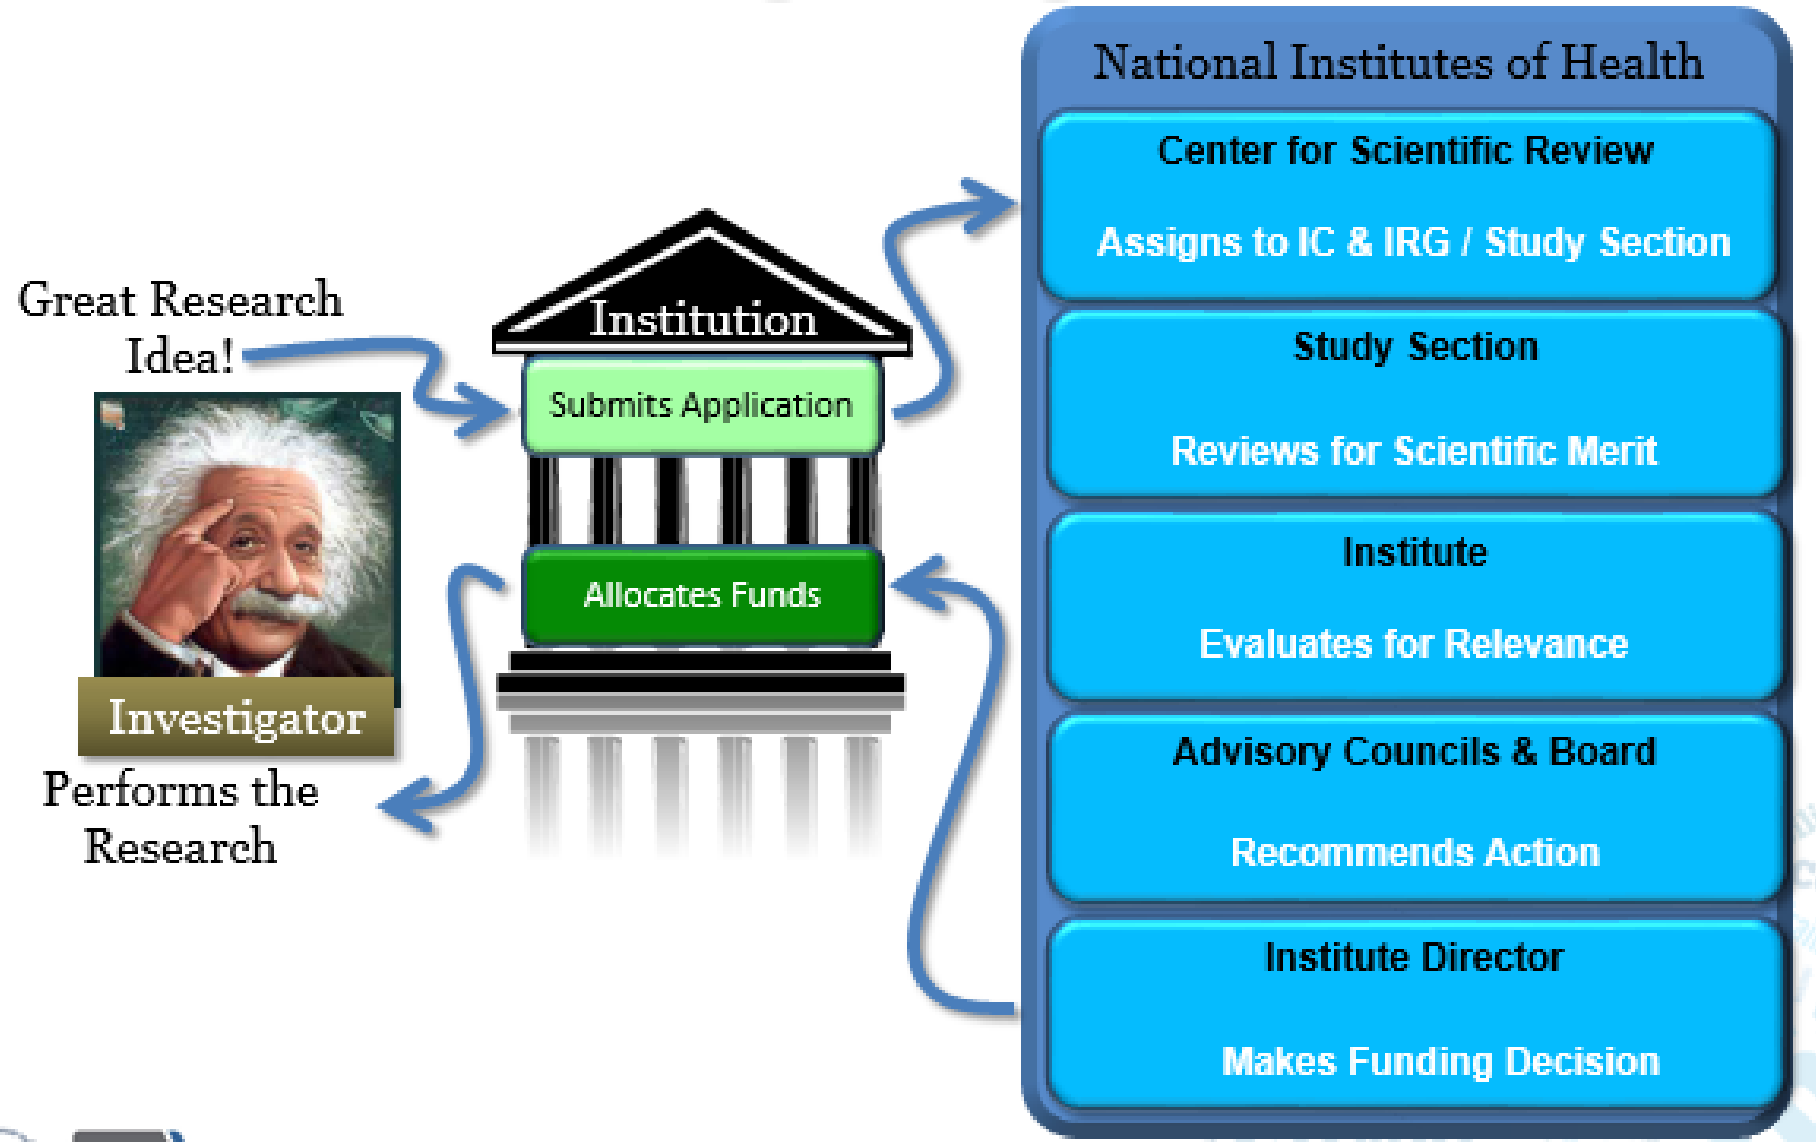 Great Research
Idea!
Investigator
Performs the
Research
Institution
Submits Application
Allocates Funds
National Institutes of Health
Center for Scientific Review
Assigns to IC & IRG / Study Section
Study Section
Reviews for Scientific Merit
Institute
Evaluates for Relevance
Advisory Councils & Board
Recommends Action
Institute Director
Makes Funding Decision